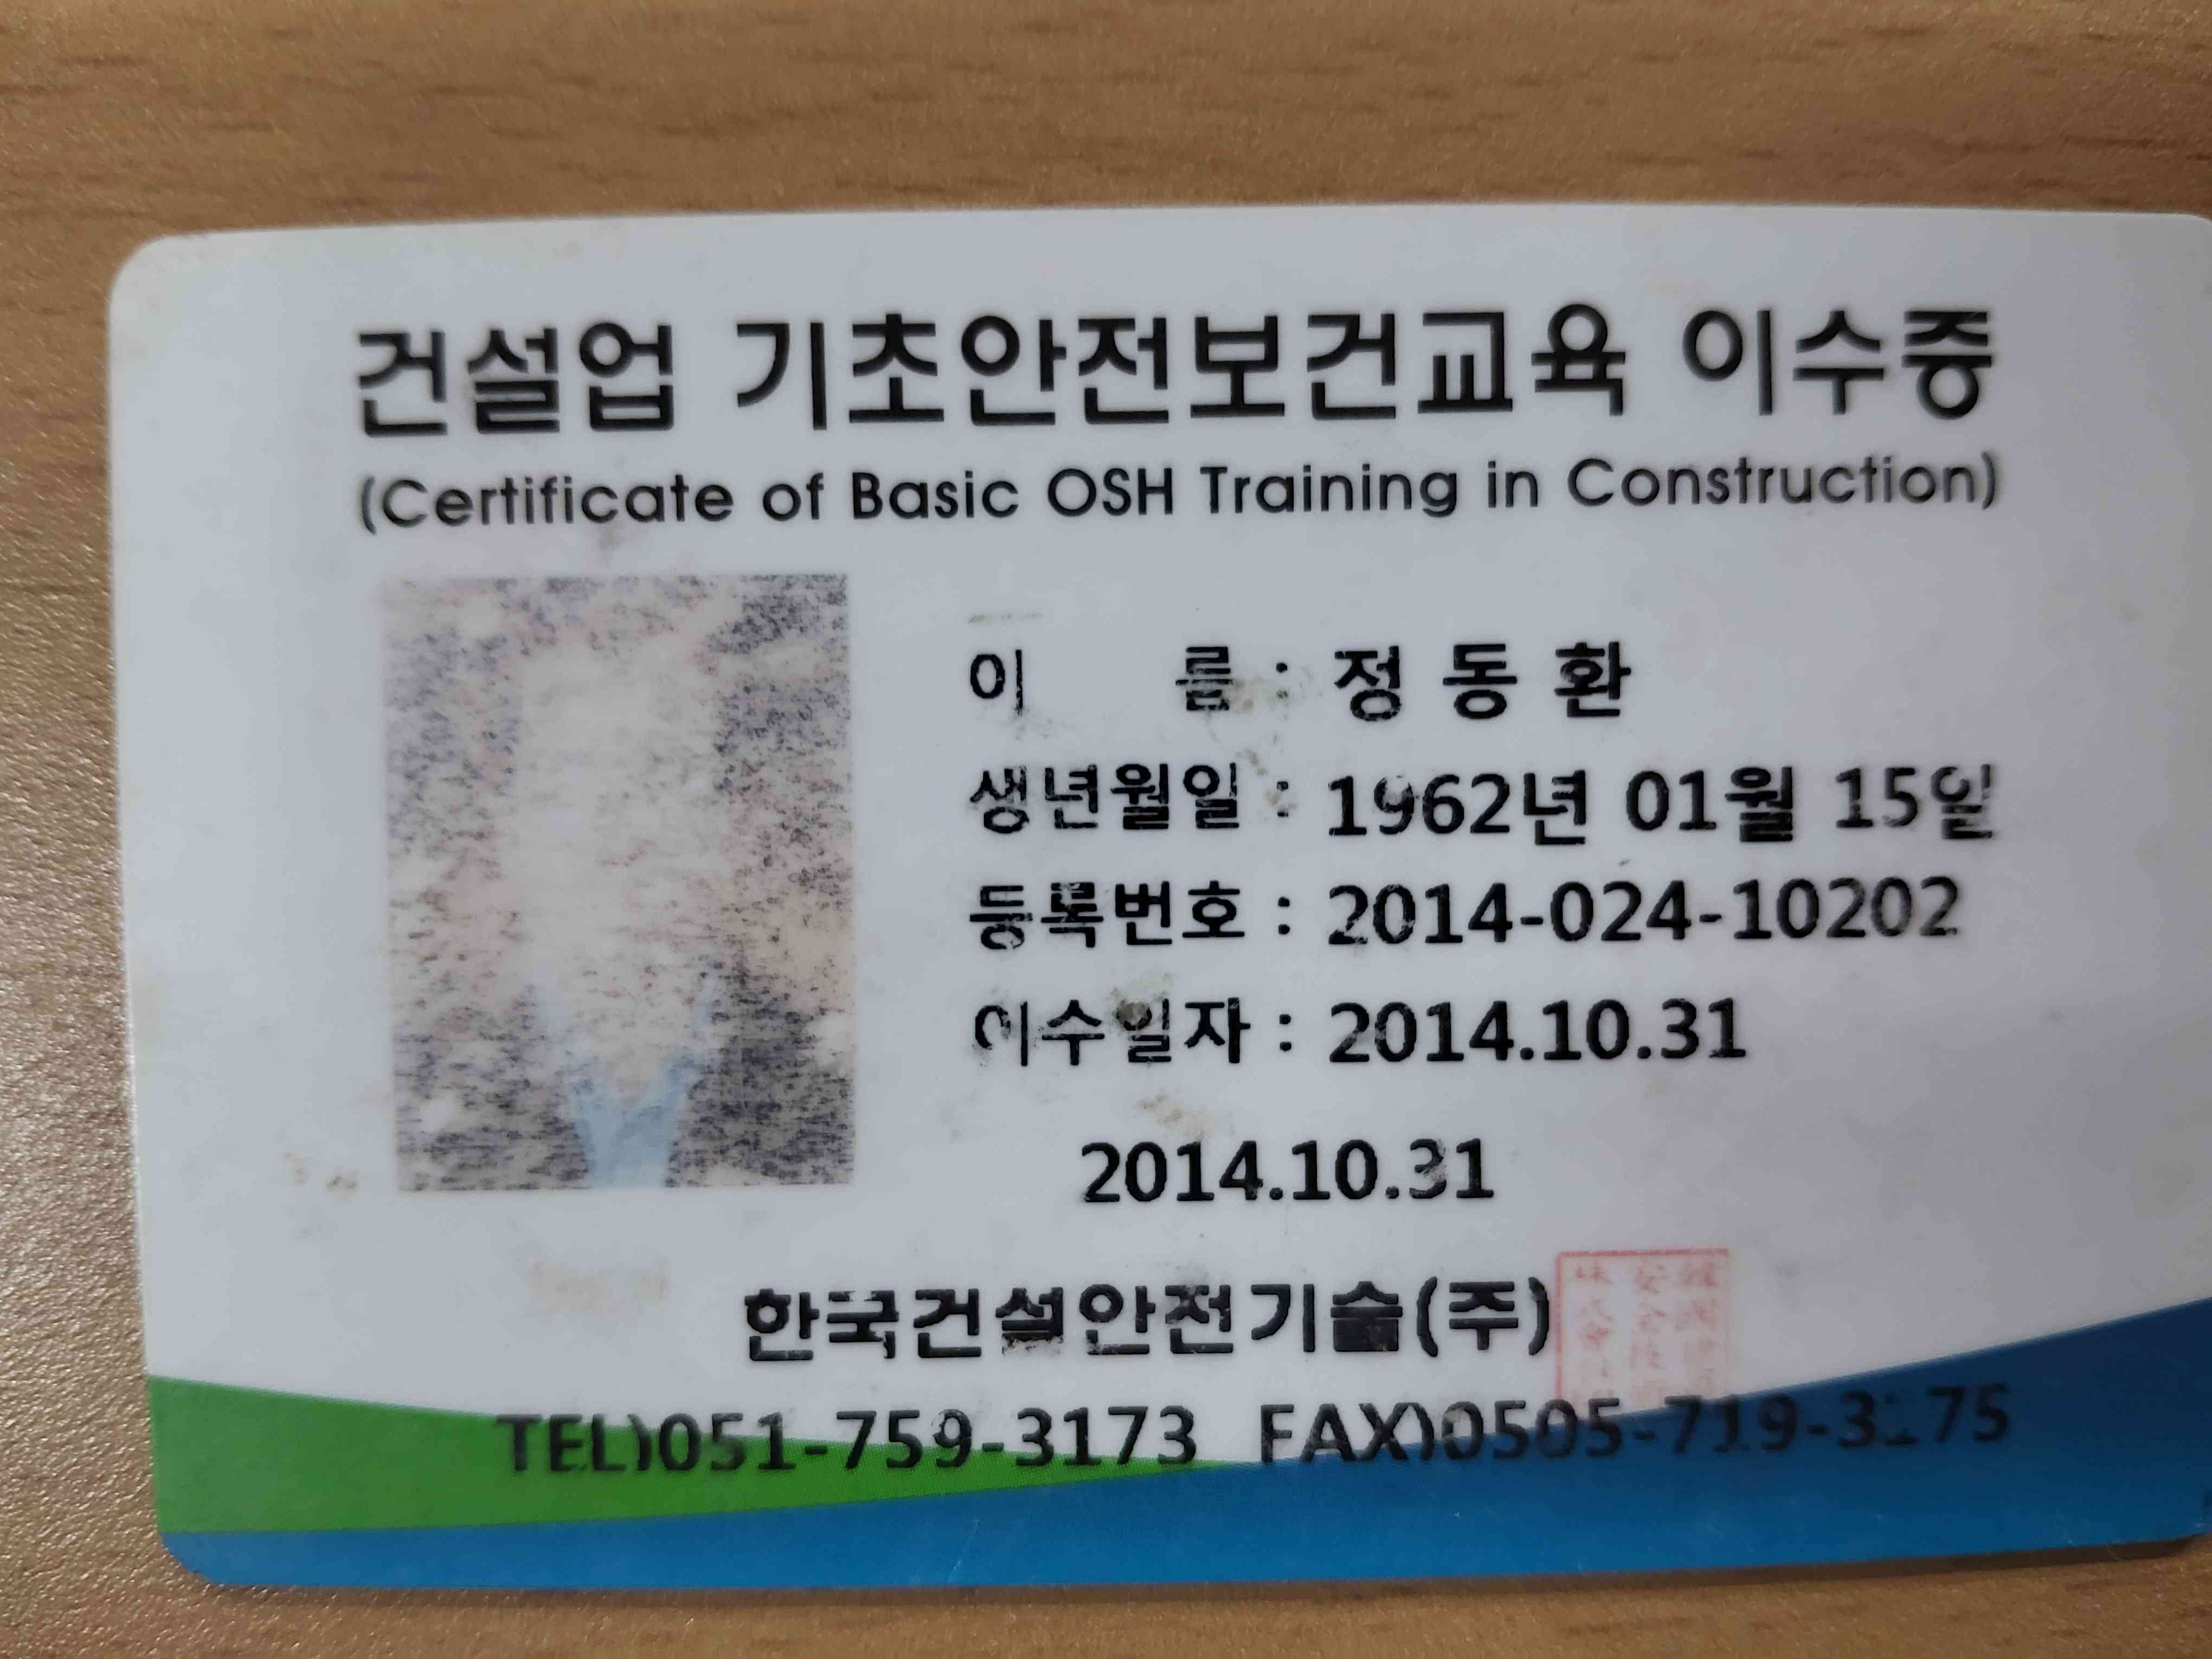 건설업 기초안전보건교육 이수증
(Certificate of Basic OSH Training in Construction)
이 름 : 정 동 환
생년월일 : 1962년 01월 15일
등록번호 : 2014-024-10202
이수일자 : 2014.10.31
2014.10.31
한국건설안전기술(주)
TEL)051-759-3173 FAX)